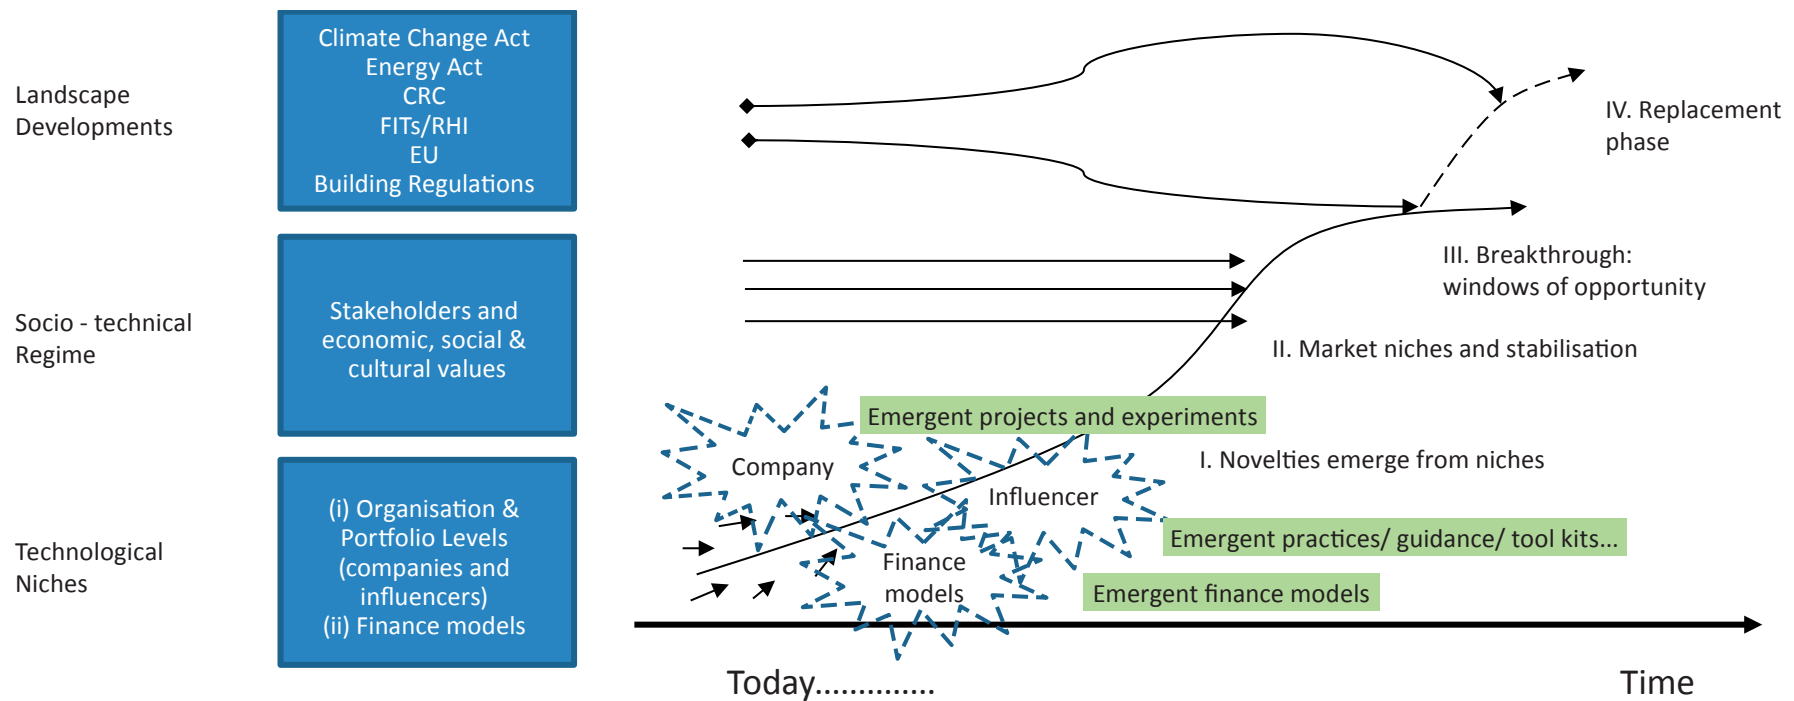 Landscape
Developments
Climate Change Act
Energy Act
CRC
FITs/RHI
EU
Building Regulations
IV. Replacement
phase
Socio - technical
Regime
Stakeholders and
economic, social &
cultural values
III. Breakthrough:
windows of opportunity
II. Market niches and stabilisation
Technological
Niches
(i) Organisation &
Portfolio Levels
(companies and
influencers)
(ii) Finance models
Emergent projects and experiments
Company
I. Novelties emerge from niches
Influencer
Emergent practices/ guidance/ tool kits...
Finance
models
Emergent finance models
Today..............
Time